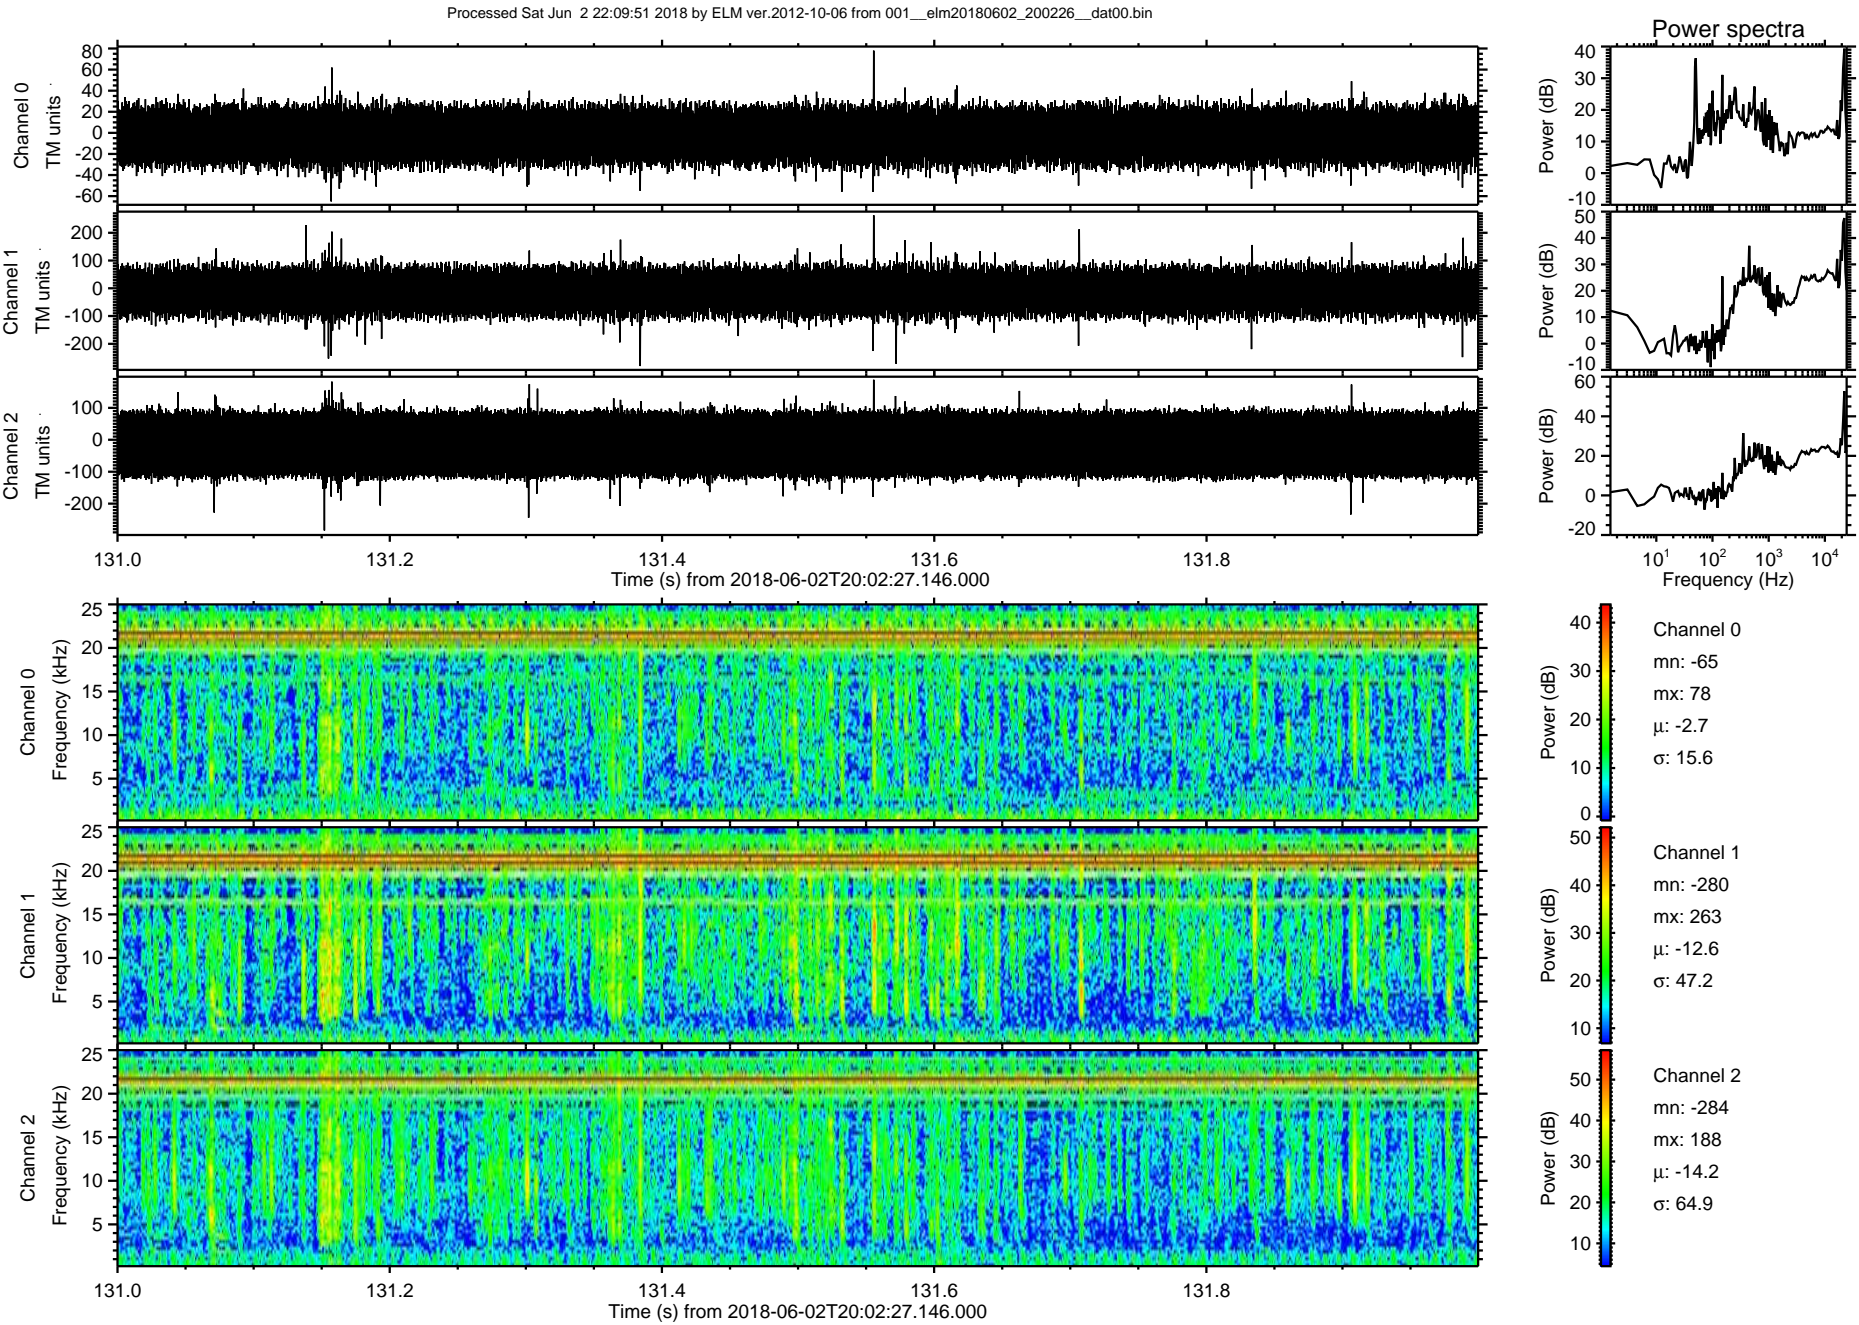 Processed Sat Jun  2 22:09:51 2018 by ELM ver.2012-10-06 from 001__elm20180602_200226__dat00.bin
Power spectra
Channel 0
TM units
80
60
40
20
0
-20
-40
-60
Power (dB)
40
30
20
10
0
-10
Channel 1
TM units
200
100
0
-100
-200
Power (dB)
50
40
30
20
10
0
-10
Channel 2
TM units
100
0
-100
-200
Power (dB)
60
40
20
0
-20
131.0 131.2 131.4 131.6 131.8
Time (s) from 2018-06-02T20:02:27.146.000
10¹ 10² 10³ 10⁴
Frequency (Hz)
Channel 0
Frequency (kHz)
25
20
15
10
5
Power (dB)
40
30
20
10
0
Channel 0
mn: -65
mx: 78
μ: -2.7
σ: 15.6
Channel 1
Frequency (kHz)
25
20
15
10
5
Power (dB)
50
40
30
20
10
Channel 1
mn: -280
mx: 263
μ: -12.6
σ: 47.2
Channel 2
Frequency (kHz)
25
20
15
10
5
Power (dB)
50
40
30
20
10
Channel 2
mn: -284
mx: 188
μ: -14.2
σ: 64.9
131.0 131.2 131.4 131.6 131.8
Time (s) from 2018-06-02T20:02:27.146.000